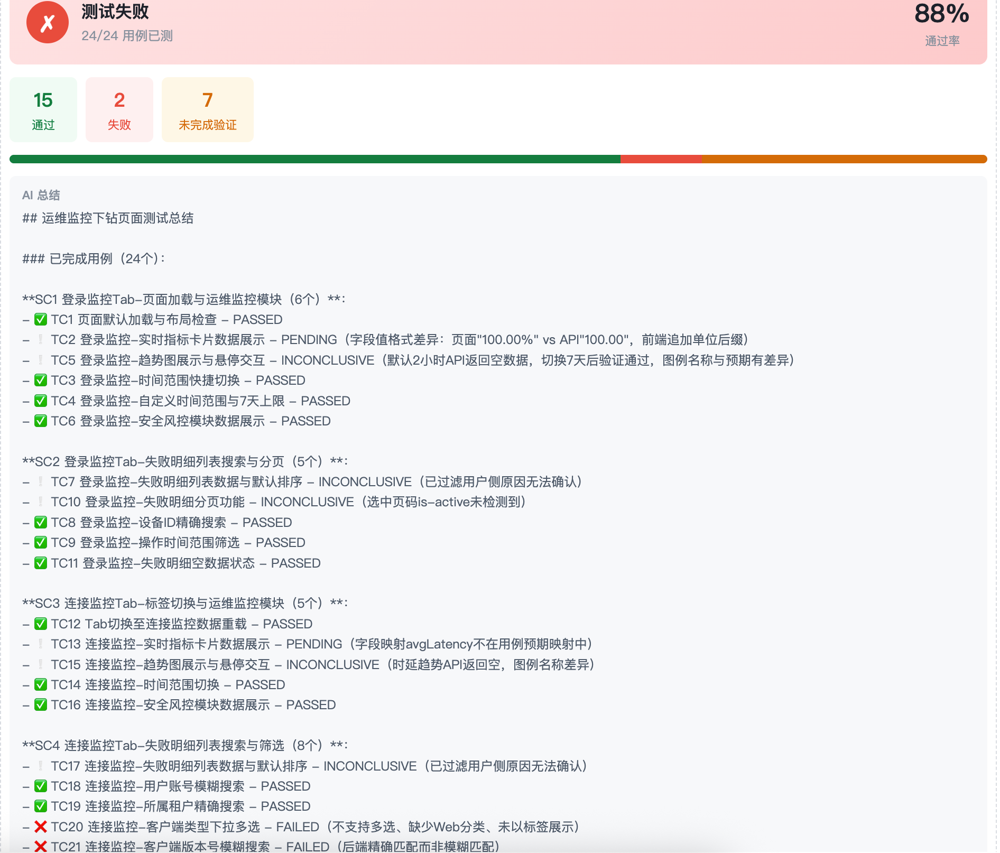 ✗
测试失败
24/24 用例已测
88%
通过率
15
通过
2
失败
7
未完成验证
AI 总结
## 运维监控下钻页面测试总结
### 已完成用例（24个）：
**SC1 登录监控Tab-页面加载与运维监控模块（6个）**：
- ✅ TC1 页面默认加载与布局检查 - PASSED
- ❕ TC2 登录监控-实时指标卡片数据展示 - PENDING（字段值格式差异：页面"100.00%" vs API"100.00"，前端追加单位后缀）
- ❕ TC5 登录监控-趋势图展示与悬停交互 - INCONCLUSIVE（默认2小时API返回空数据，切换7天后验证通过，图例名称与预期有差异）
- ✅ TC3 登录监控-时间范围快捷切换 - PASSED
- ✅ TC4 登录监控-自定义时间范围与7天上限 - PASSED
- ✅ TC6 登录监控-安全风控模块数据展示 - PASSED
**SC2 登录监控Tab-失败明细列表搜索与分页（5个）**：
- ❕ TC7 登录监控-失败明细列表数据与默认排序 - INCONCLUSIVE（已过滤用户侧原因无法确认）
- ❕ TC10 登录监控-失败明细分页功能 - INCONCLUSIVE（选中页码is-active未检测到）
- ✅ TC8 登录监控-设备ID精确搜索 - PASSED
- ✅ TC9 登录监控-操作时间范围筛选 - PASSED
- ✅ TC11 登录监控-失败明细空数据状态 - PASSED
**SC3 连接监控Tab-标签切换与运维监控模块（5个）**：
- ✅ TC12 Tab切换至连接监控数据重载 - PASSED
- ❕ TC13 连接监控-实时指标卡片数据展示 - PENDING（字段映射avgLatency不在用例预期映射中）
- ❕ TC15 连接监控-趋势图展示与悬停交互 - INCONCLUSIVE（时延趋势API返回空，图例名称差异）
- ✅ TC14 连接监控-时间范围切换 - PASSED
- ✅ TC16 连接监控-安全风控模块数据展示 - PASSED
**SC4 连接监控Tab-失败明细列表搜索与筛选（8个）**：
- ❕ TC17 连接监控-失败明细列表数据与默认排序 - INCONCLUSIVE（已过滤用户侧原因无法确认）
- ✅ TC18 连接监控-用户账号模糊搜索 - PASSED
- ✅ TC19 连接监控-所属租户精确搜索 - PASSED
- ❌ TC20 连接监控-客户端类型下拉多选 - FAILED（不支持多选、缺少Web分类、未以标签展示）
- ❌ TC21 连接监控-客户端版本号模糊搜索 - FAILED（后端精确匹配而非模糊匹配）